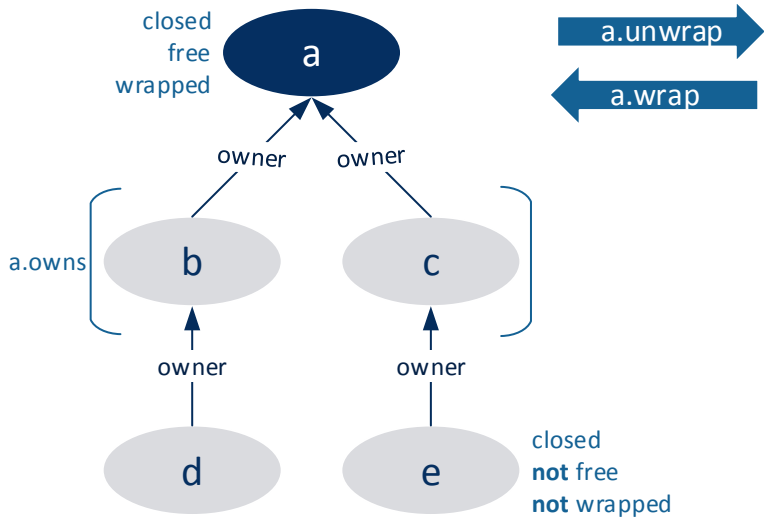 closed
free
wrapped
a
a.unwrap
a.wrap
owner
owner
a.owns
b
c
owner
owner
d
e
closed
not free
not wrapped